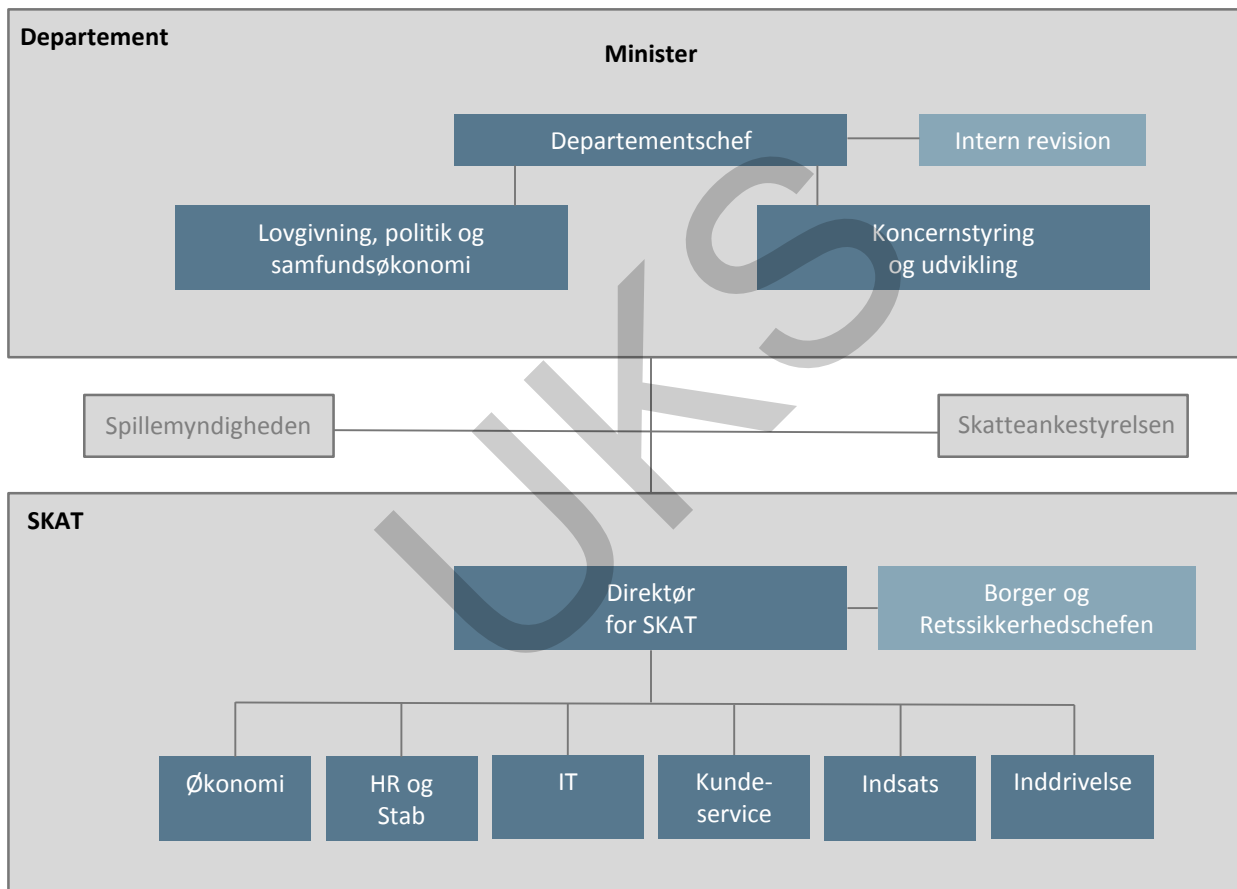 Departement
Minister
Departementschef
Intern revision
Lovgivning, politik og
samfundsøkonomi
Koncernstyring
og udvikling
Spillemyndigheden
Skatteankestyrelsen
UKS
SKAT
Direktør
for SKAT
Borger og
Retssikkerhedschefen
Økonomi
HR og
Stab
IT
Kunde-
service
Indsats
Inddrivelse